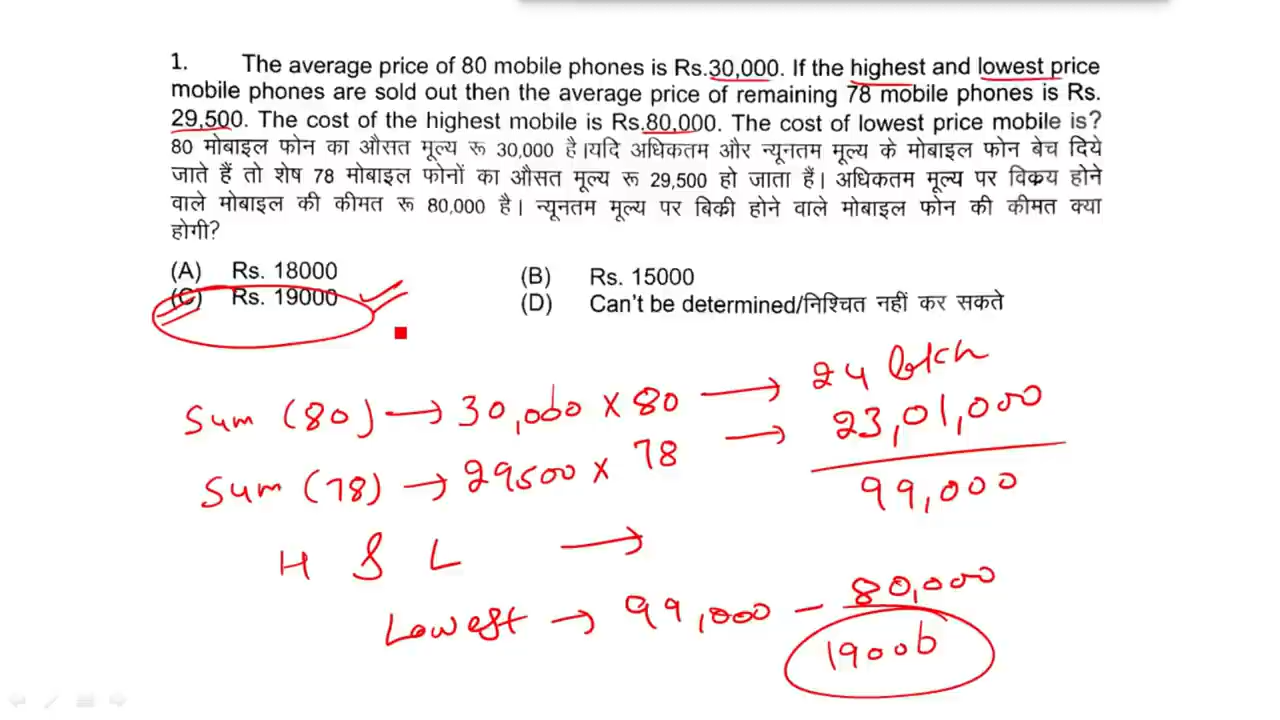 1. The average price of 80 mobile phones is Rs.30,000. If the highest and lowest price
mobile phones are sold out then the average price of remaining 78 mobile phones is Rs.
29,500. The cost of the highest mobile is Rs.80,000. The cost of lowest price mobile is?
80 मोबाइल फोन का औसत मूल्य रू 30,000 है।यदि अधिकतम और न्यूनतम मूल्य के मोबाइल फोन बेच दिये
जाते हैं तो शेष 78 मोबाइल फोनों का औसत मूल्य रू 29,500 हो जाता हैं। अधिकतम मूल्य पर विक्रय होने
वाले मोबाइल की कीमत रू 80,000 है। न्यूनतम मूल्य पर बिकी होने वाले मोबाइल फोन की कीमत क्या
होगी?
(A) Rs. 18000 (B) Rs. 15000
(C) Rs. 19000 (D) Can't be determined/निश्चित नहीं कर सकते
Sum (80) → 30,000 × 80 → 24 lakh
Sum (78) → 29500 × 78 → 23,01,000
99,000
H & L →
Lowest → 99,000 - 80,000
19000